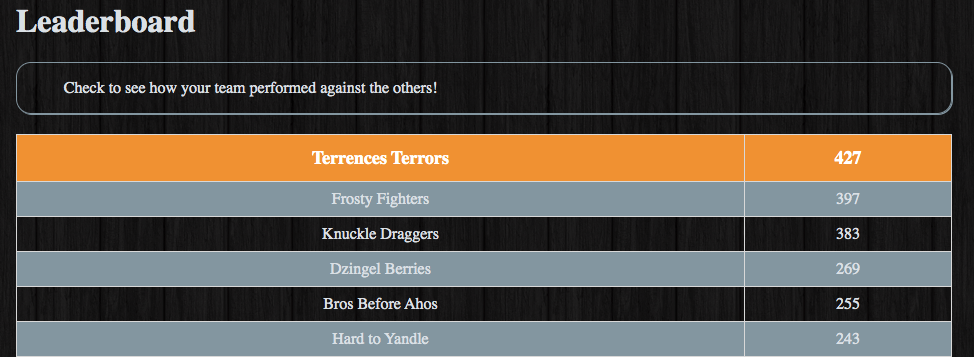 Leaderboard
Check to see how your team performed against the others!
Terrences Terrors 427
Frosty Fighters 397
Knuckle Draggers 383
Dzingel Berries 269
Bros Before Ahos 255
Hard to Yandle 243